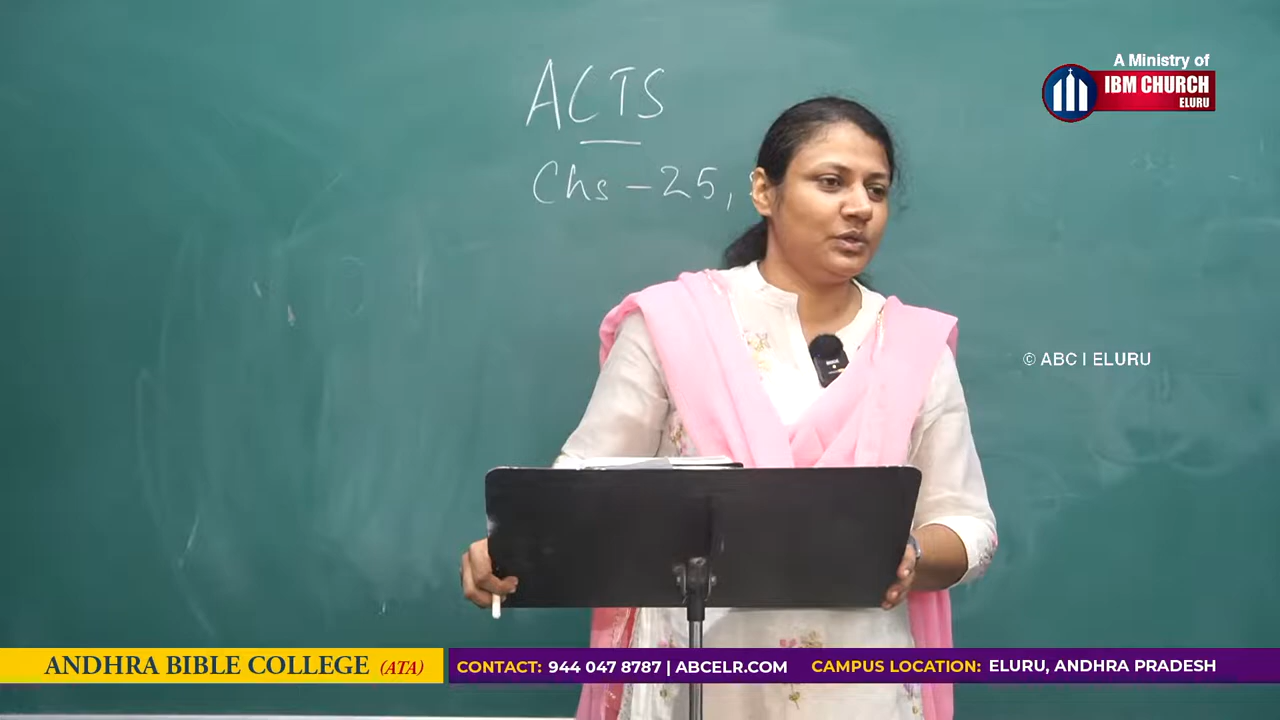 A Ministry of
IBM CHURCH
ELURU
ACTS
Chs - 25,
© ABC | ELURU
ANDHRA BIBLE COLLEGE (ATA)
CONTACT: 944 047 8787 | ABCELR.COM CAMPUS LOCATION: ELURU, ANDHRA PRADESH